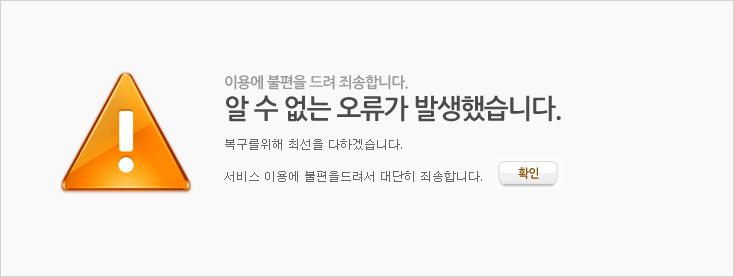 이용에 불편을 드려 죄송합니다.
알 수 없는 오류가 발생했습니다.
복구를위해 최선을 다하겠습니다.
서비스 이용에 불편을드려서 대단히 죄송합니다.
확인